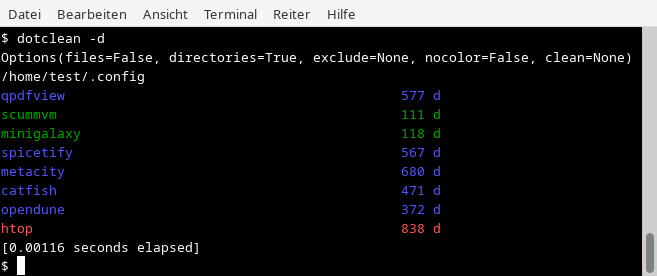 Datei Bearbeiten Ansicht Terminal Reiter Hilfe
$ dotclean -d
Options(files=False, directories=True, exclude=None, nocolor=False, clean=None)
/home/test/.config
qpdfview 577 d
scummvm 111 d
minigalaxy 118 d
spicetify 567 d
metacity 680 d
catfish 471 d
opendune 372 d
htop 838 d
[0.00116 seconds elapsed]
$